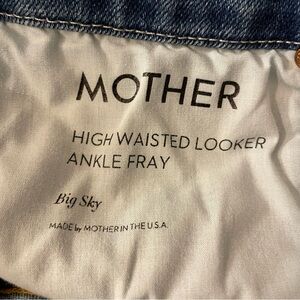 MOTHER
HIGH WAISTED LOOKER
ANKLE FRAY
Big Sky
MADE by MOTHER IN THE U.S.A.